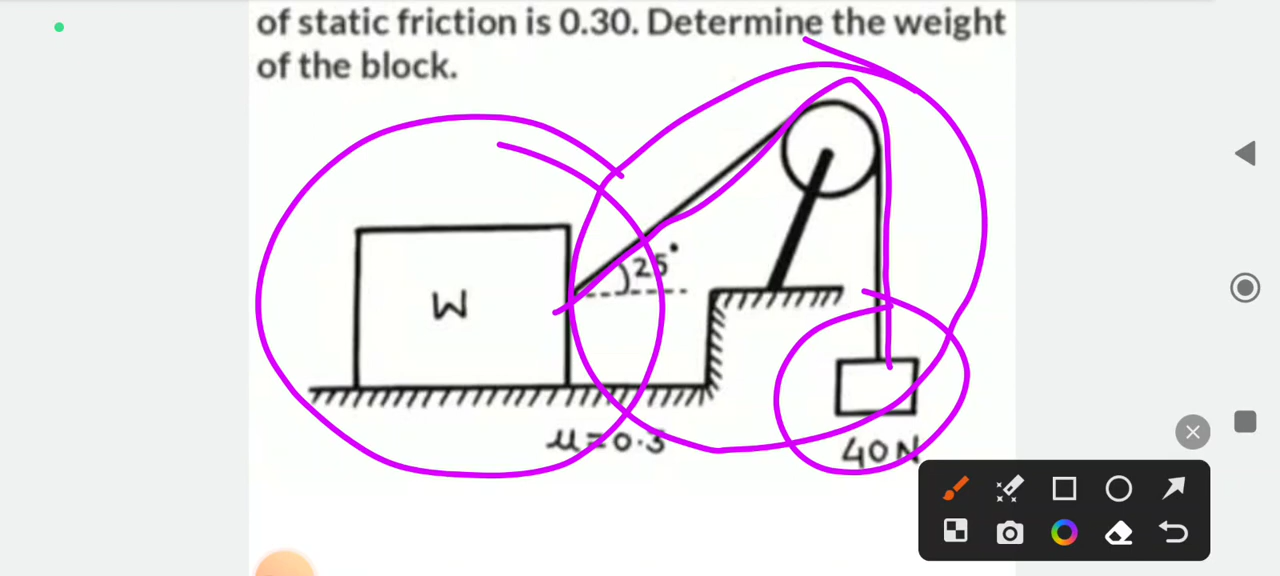 of static friction is 0.30. Determine the weight
of the block.
25°
W
μ=0.3
40N